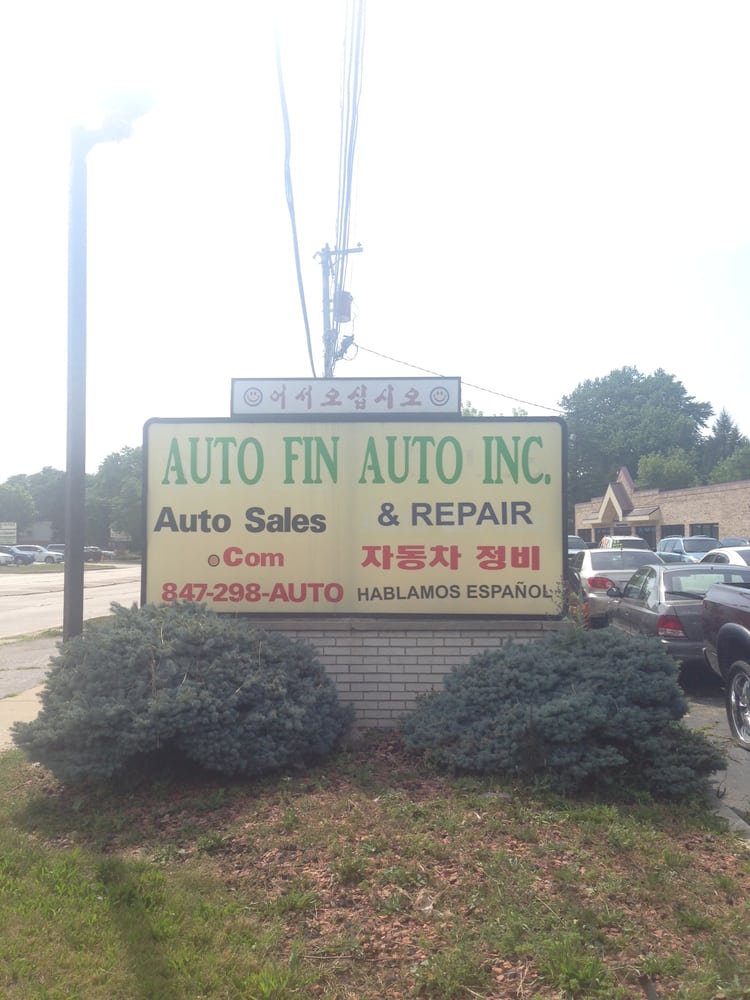 어서오십시오
AUTO FIN AUTO INC.
Auto Sales & REPAIR
.Com 자동차 정비
847-298-AUTO HABLAMOS ESPAÑOL